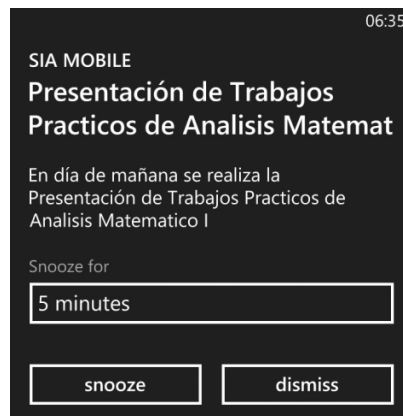 06:35
SIA MOBILE
Presentación de Trabajos
Practicos de Analisis Matemat
En día de mañana se realiza la
Presentación de Trabajos Practicos de
Analisis Matematico I
Snooze for
5 minutes
snooze
dismiss